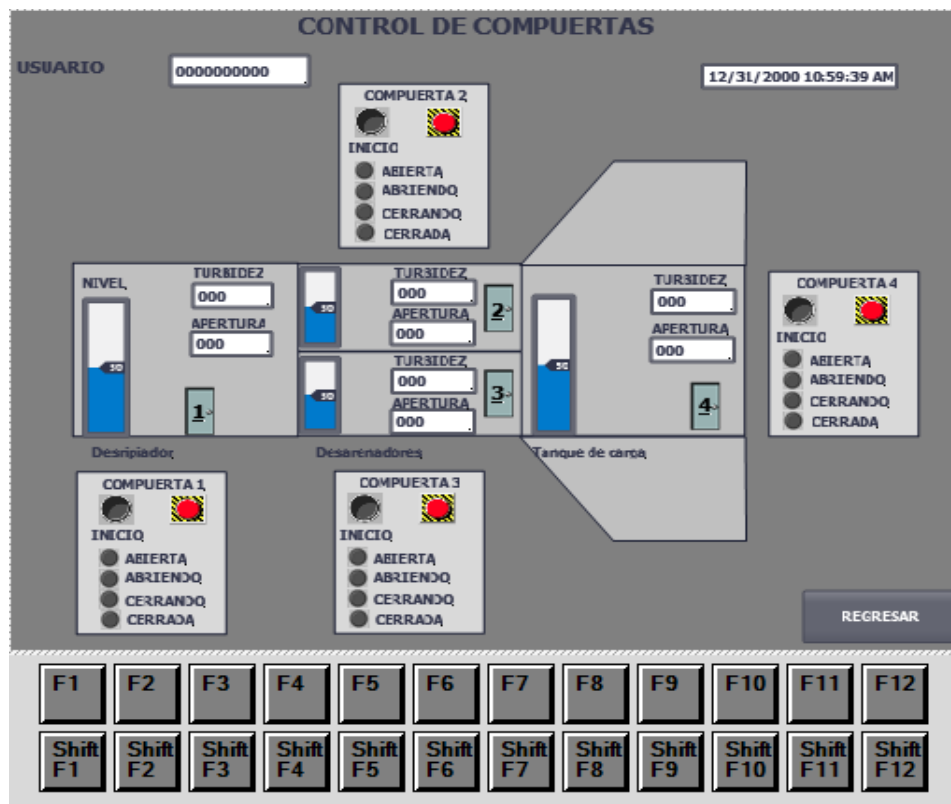 CONTROL DE COMPUERTAS
USUARIO
0000000000
12/31/2000 10:59:39 AM
COMPUERTA 2
INICIO
ABIERTA
ABRIENDO
CERRANDO
CERRADA
NIVEL
50
TURBIDEZ
000
APERTURA
000
1
50
TURBIDEZ
000
APERTURA
000
2
50
TURBIDEZ
000
APERTURA
000
3
50
TURBIDEZ
000
APERTURA
000
4
COMPUERTA 4
INICIO
ABIERTA
ABRIENDO
CERRANDO
CERRADA
Desripiador
Desarenadores
Tanque de carga
COMPUERTA 1
INICIO
ABIERTA
ABRIENDO
CERRANDO
CERRADA
COMPUERTA 3
INICIO
ABIERTA
ABRIENDO
CERRANDO
CERRADA
REGRESAR
F1 F2 F3 F4 F5 F6 F7 F8 F9 F10 F11 F12
Shift Shift Shift Shift Shift Shift Shift Shift Shift Shift Shift Shift
F1 F2 F3 F4 F5 F6 F7 F8 F9 F10 F11 F12